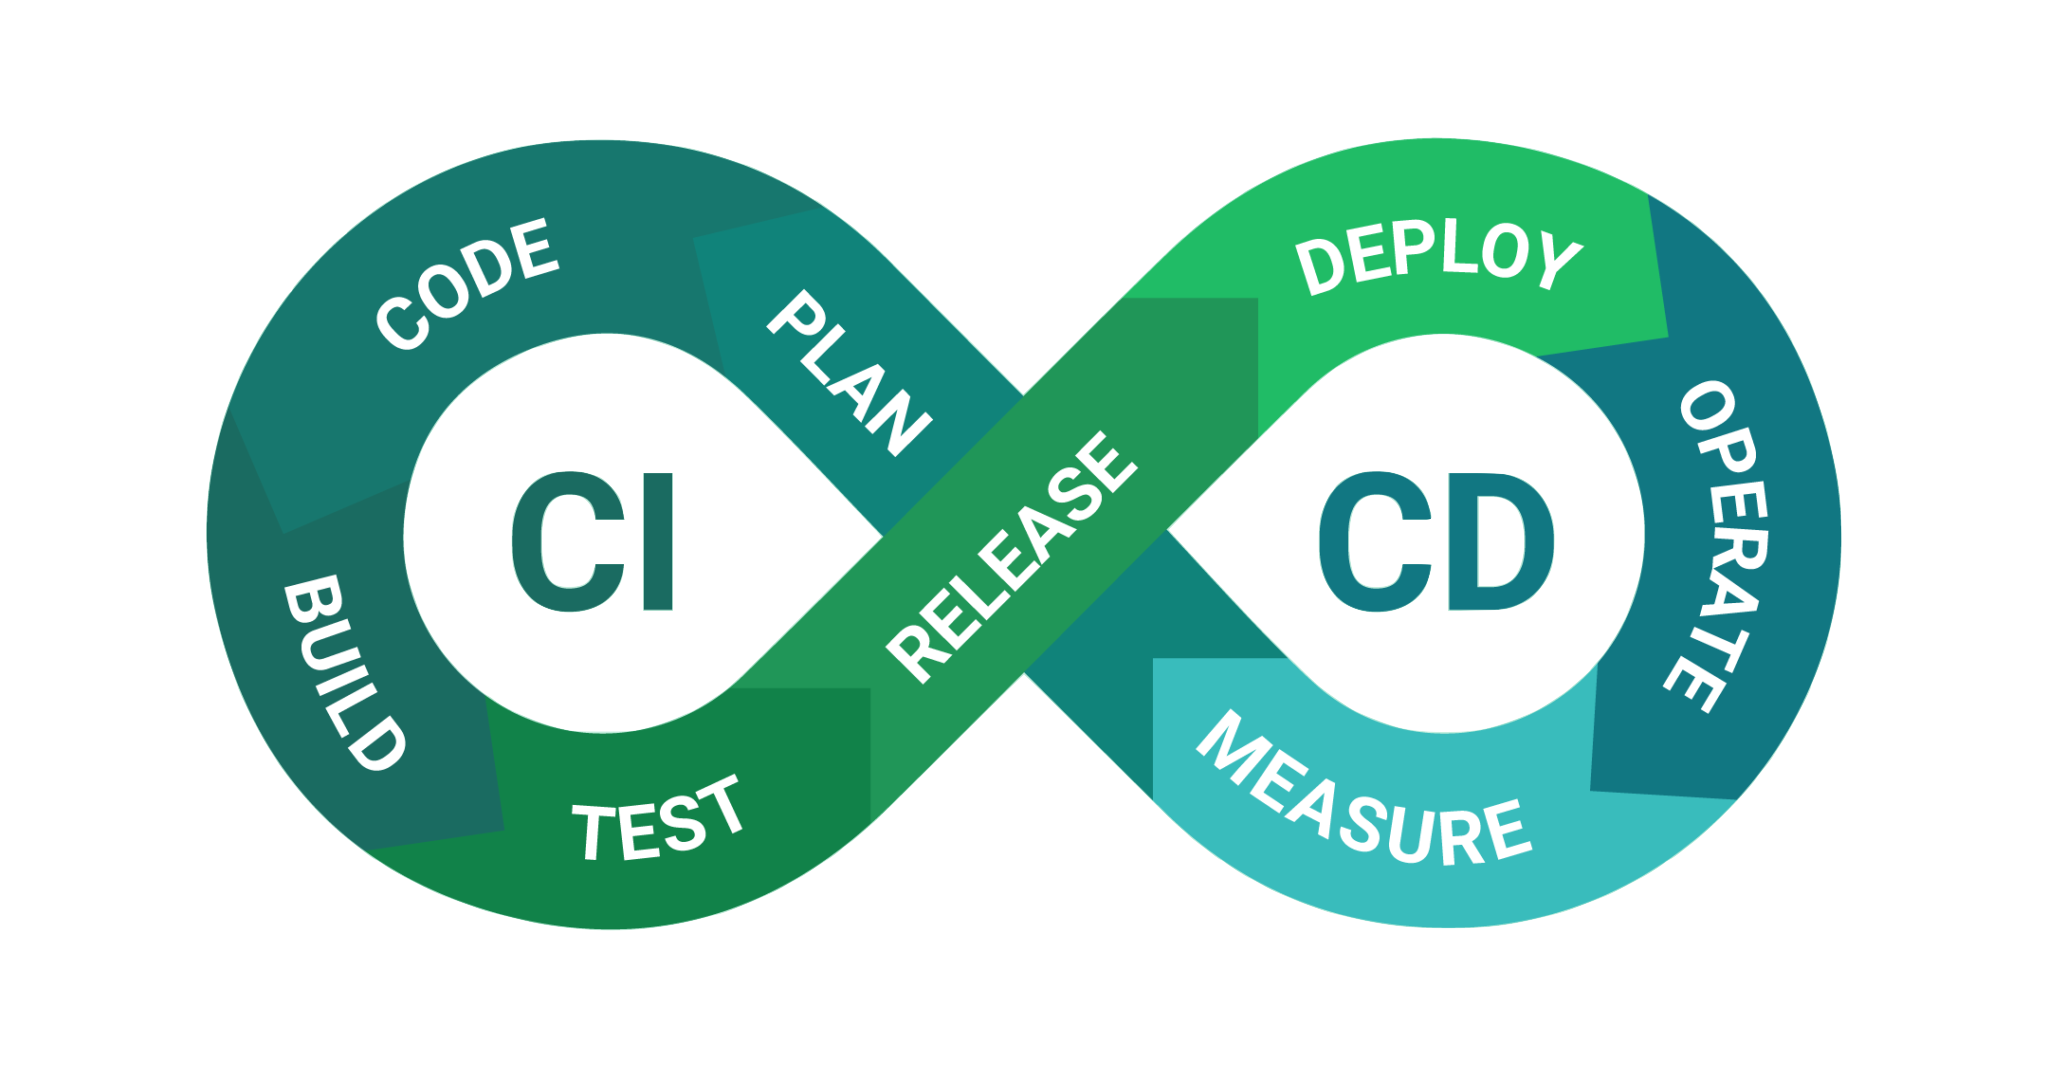 CI
PLAN
CODE
BUILD
TEST
RELEASE
CD
DEPLOY
OPERATE
MEASURE